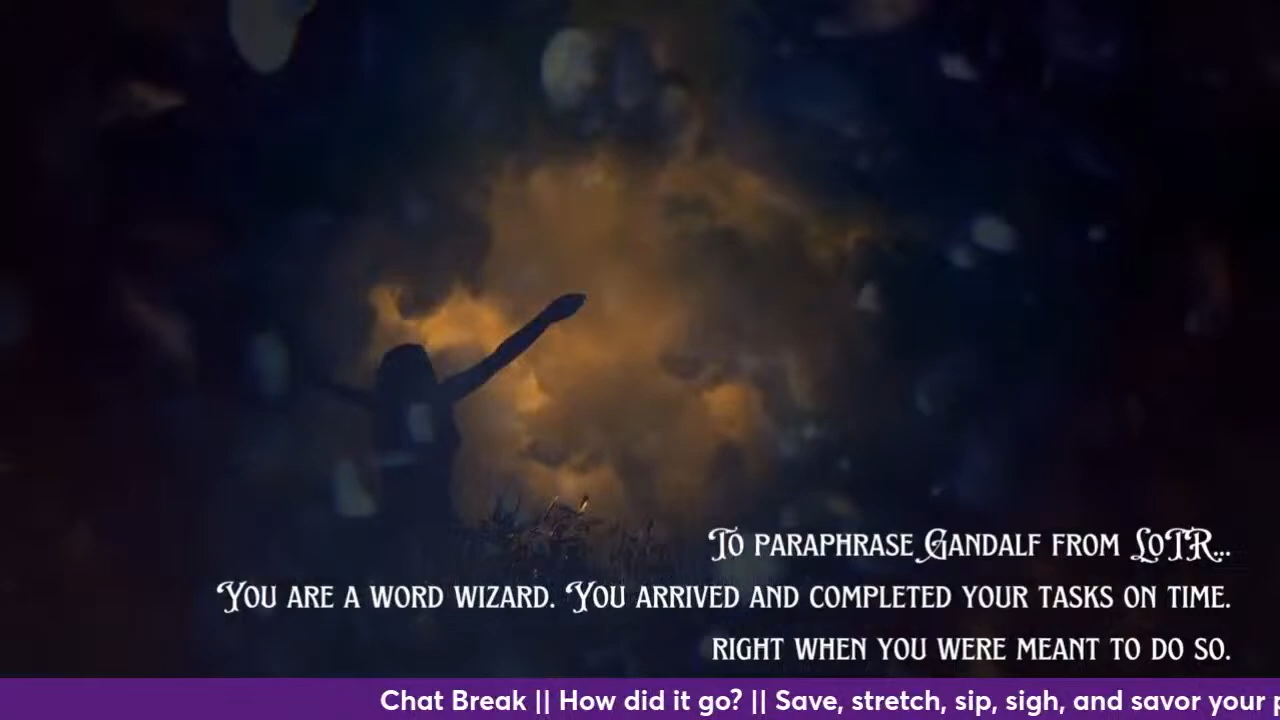 To paraphrase Gandalf from LoTR...
You are a word wizard. You arrived and completed your tasks on time.
right when you were meant to do so.
Chat Break || How did it go? || Save, stretch, sip, sigh, and savor your